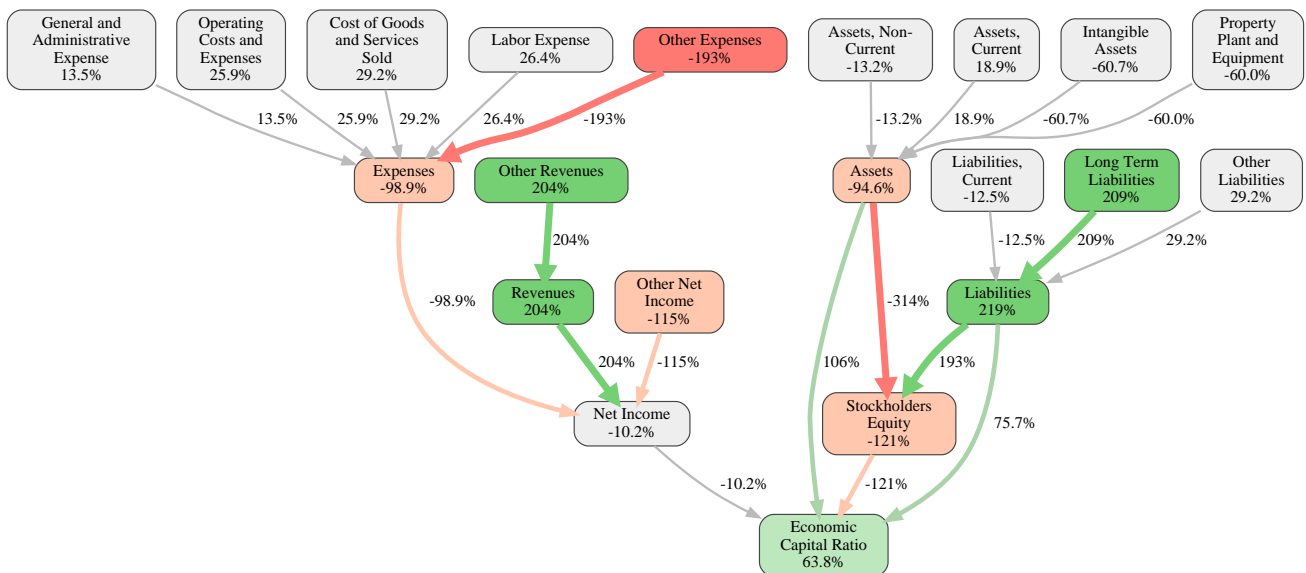 General and
Administrative
Expense
13.5%
Operating
Costs and
Expenses
25.9%
Cost of Goods
and Services
Sold
29.2%
Labor Expense
26.4%
Other Expenses
-193%
Assets, Non-
Current
-13.2%
Assets,
Current
18.9%
Intangible
Assets
-60.7%
Property
Plant and
Equipment
-60.0%
13.5%
25.9%
29.2%
26.4%
-193%
-13.2%
18.9%
-60.7%
-60.0%
Expenses
-98.9%
Other Revenues
204%
Assets
-94.6%
Liabilities,
Current
-12.5%
Long Term
Liabilities
209%
Other
Liabilities
29.2%
204%
-12.5%
209%
29.2%
-98.9%
Revenues
204%
Other Net
Income
-115%
-314%
Liabilities
219%
204%
-115%
106%
193%
Net Income
-10.2%
Stockholders
Equity
-121%
75.7%
-10.2%
-121%
Economic
Capital Ratio
63.8%